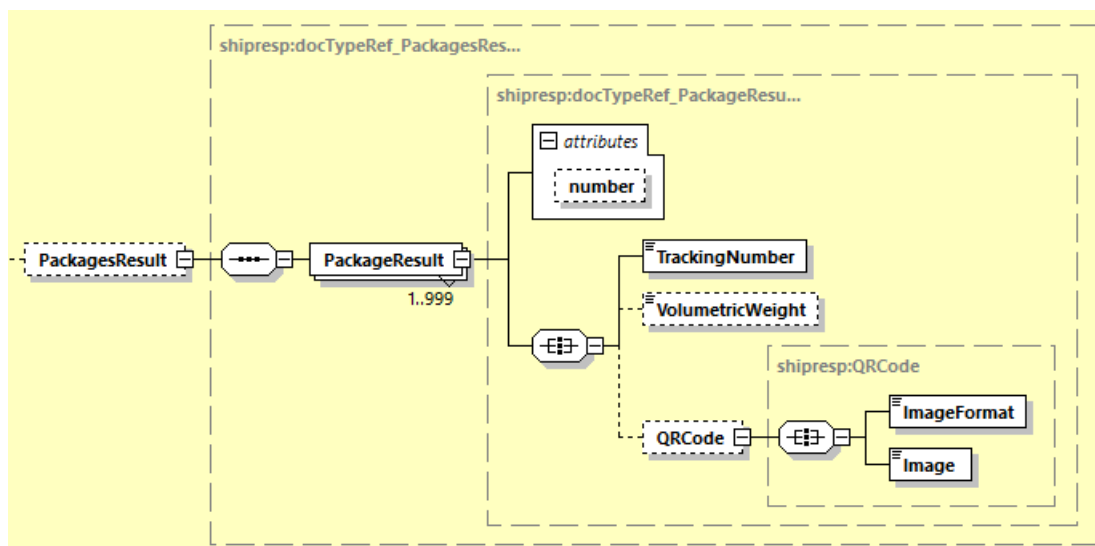 shipresp:docTypeRef_PackagesRes...
shipresp:docTypeRef_PackageResu...
attributes
number
PackagesResult
PackageResult
1..999
TrackingNumber
VolumetricWeight
shipresp:QRCode
QRCode
ImageFormat
Image